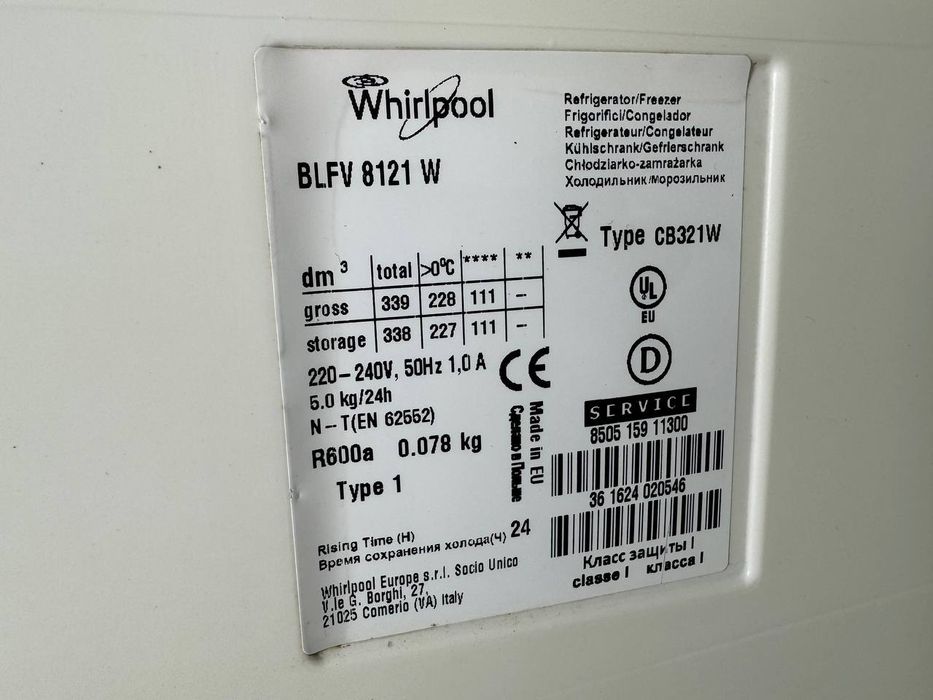 Whirlpool
BLFV 8121 W
Refrigerator/Freezer
Frigorifici/Congelador
Refrigerateur/Congelateur
Kühlschrank/Gefrierschrank
Chłodziarko-zamrażarka
Холодильник/морозильник
Type CB321W
dm³ total >0°C **** **
gross 339 228 111 –
storage 338 227 111 –
220–240V, 50Hz 1,0 A
5.0 kg/24h
N–T(EN 62552)
R600a 0.078 kg
Type 1
CE
Made in EU
Сделано в Польше
UL
EU
D
SERVICE
8505 159 11300
36 1624 020546
Rising Time (H)
Время сохранения холода(Ч) 24
Класс защиты I
classe I класса I
Whirlpool Europe s.r.l. Socio Unico
V.le G. Borghi, 27,
21025 Comerio (VA) Italy